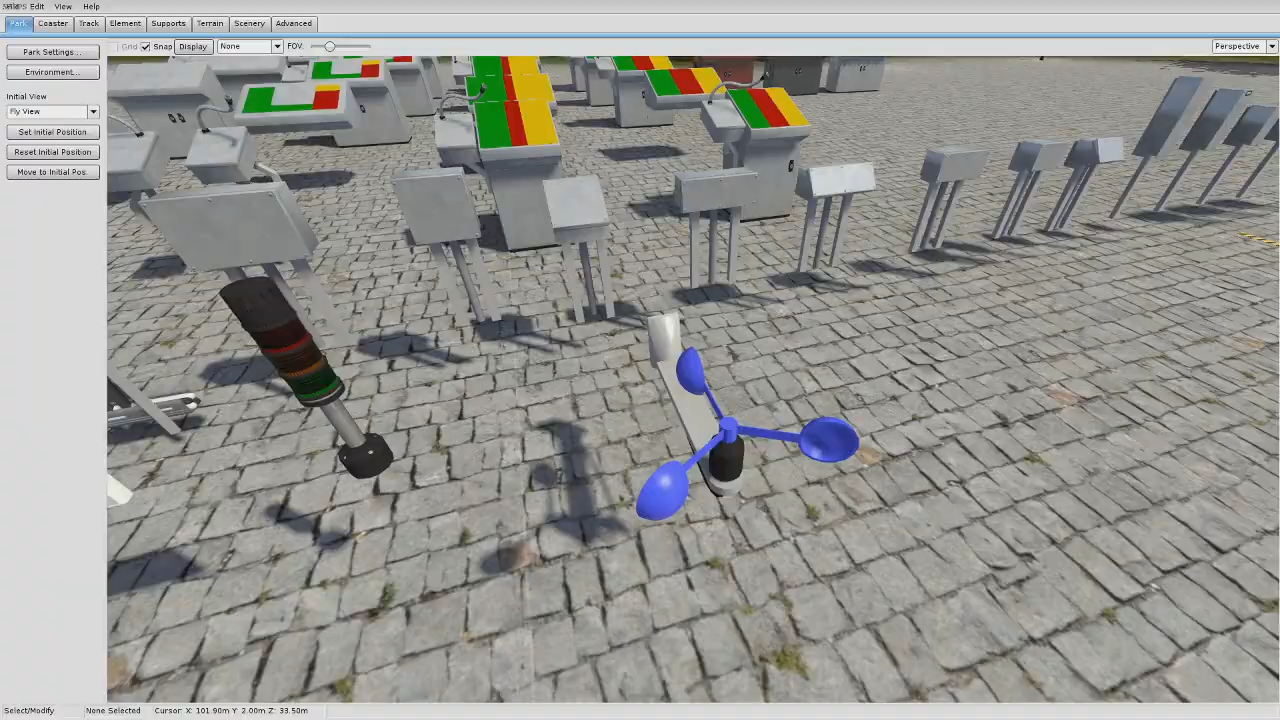 Edit View Help
Park Coaster Track Element Supports Terrain Scenery Advanced
Park Settings... Grid Snap Display None FOV: Perspective
Environment...
Initial View
Fly View
Set Initial Position
Reset Initial Position
Move to Initial Pos.
Select/Modify None Selected Cursor: X: 101.90m Y: 2.00m Z: 33.50m